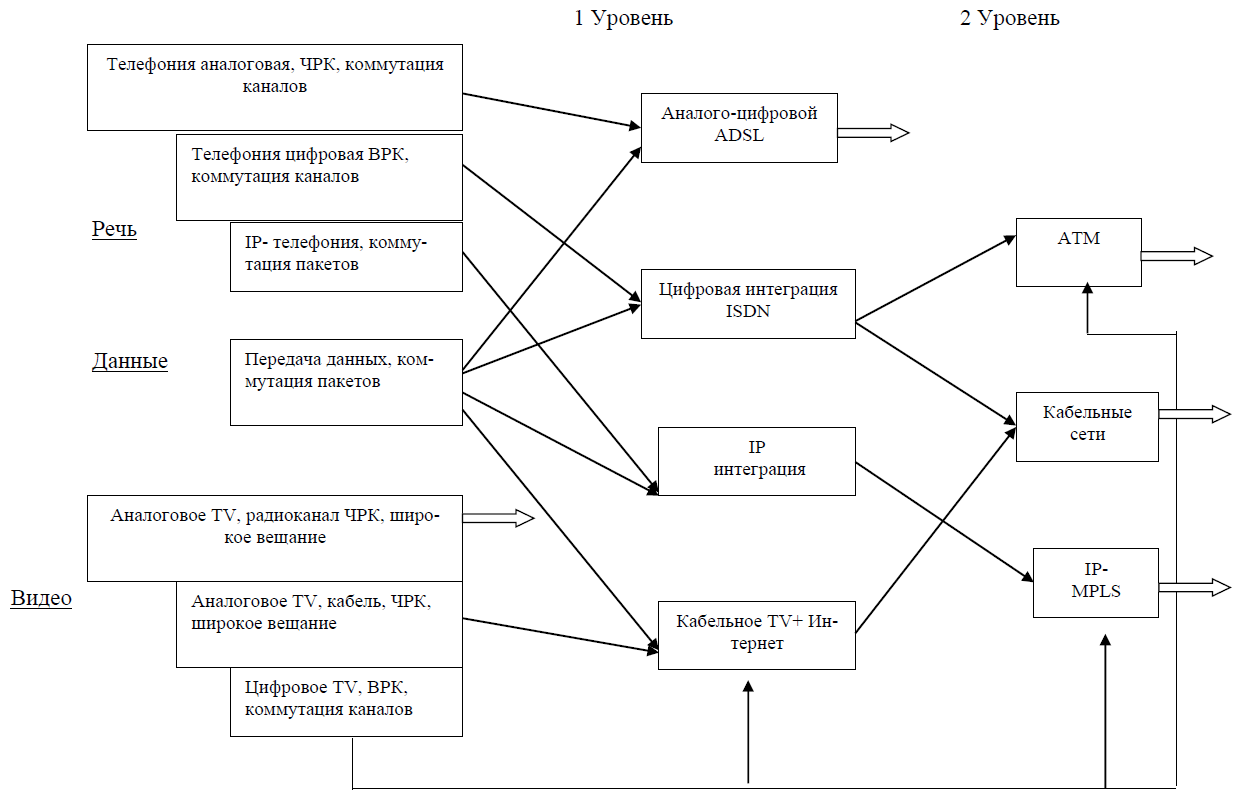 1 Уровень
2 Уровень
Телефония аналоговая, ЧРК, коммутация
каналов
Аналого-цифровой
ADSL
Телефония цифровая ВРК,
коммутация каналов
Речь
IP- телефония, комму-
тация пакетов
ATM
Цифровая интеграция
ISDN
Данные
Передача данных, ком-
мутация пакетов
Кабельные
сети
IP
интеграция
Аналоговое TV, радиоканал ЧРК, широ-
кое вещание
IP-
MPLS
Видео
Аналоговое TV, кабель, ЧРК,
широкое вещание
Кабельное TV+ Ин-
тернет
Цифровое TV, ВРК,
коммутация каналов